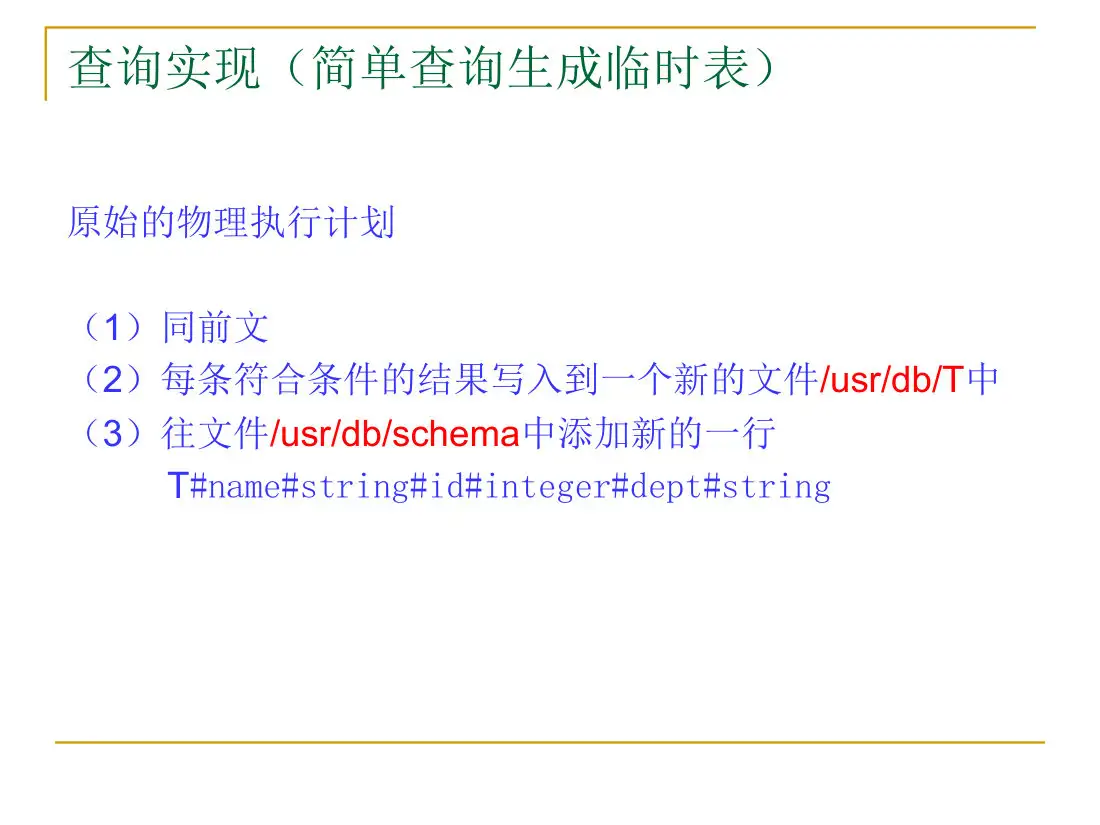 查询实现（简单查询生成临时表）
原始的物理执行计划
（1）同前文
（2）每条符合条件的结果写入到一个新的文件/usr/db/T中
（3）往文件/usr/db/schema中添加新的一行
T#name#string#id#integer#dept#string